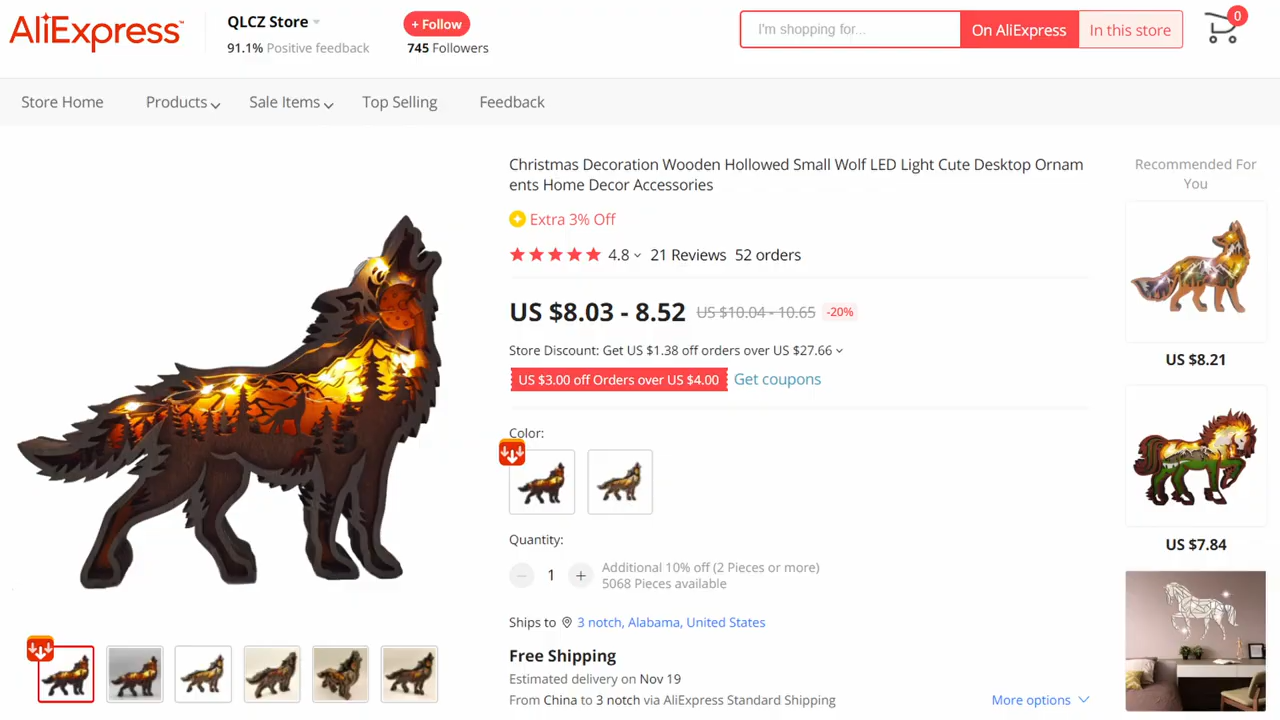 AliExpress™
QLCZ Store
91.1% Positive feedback
+ Follow
745 Followers
I'm shopping for...
On AliExpress
In this store
0
Store Home
Products
Sale Items
Top Selling
Feedback
Christmas Decoration Wooden Hollowed Small Wolf LED Light Cute Desktop Ornam
ents Home Decor Accessories
Extra 3% Off
4.8
21 Reviews
52 orders
US $8.03 - 8.52
US $10.04 - 10.65
-20%
Store Discount: Get US $1.38 off orders over US $27.66
US $3.00 off Orders over US $4.00
Get coupons
Color:
Quantity:
1
Additional 10% off (2 Pieces or more)
5068 Pieces available
Ships to
3 notch, Alabama, United States
Free Shipping
Estimated delivery on Nov 19
From China to 3 notch via AliExpress Standard Shipping
More options
Recommended For
You
US $8.21
US $7.84